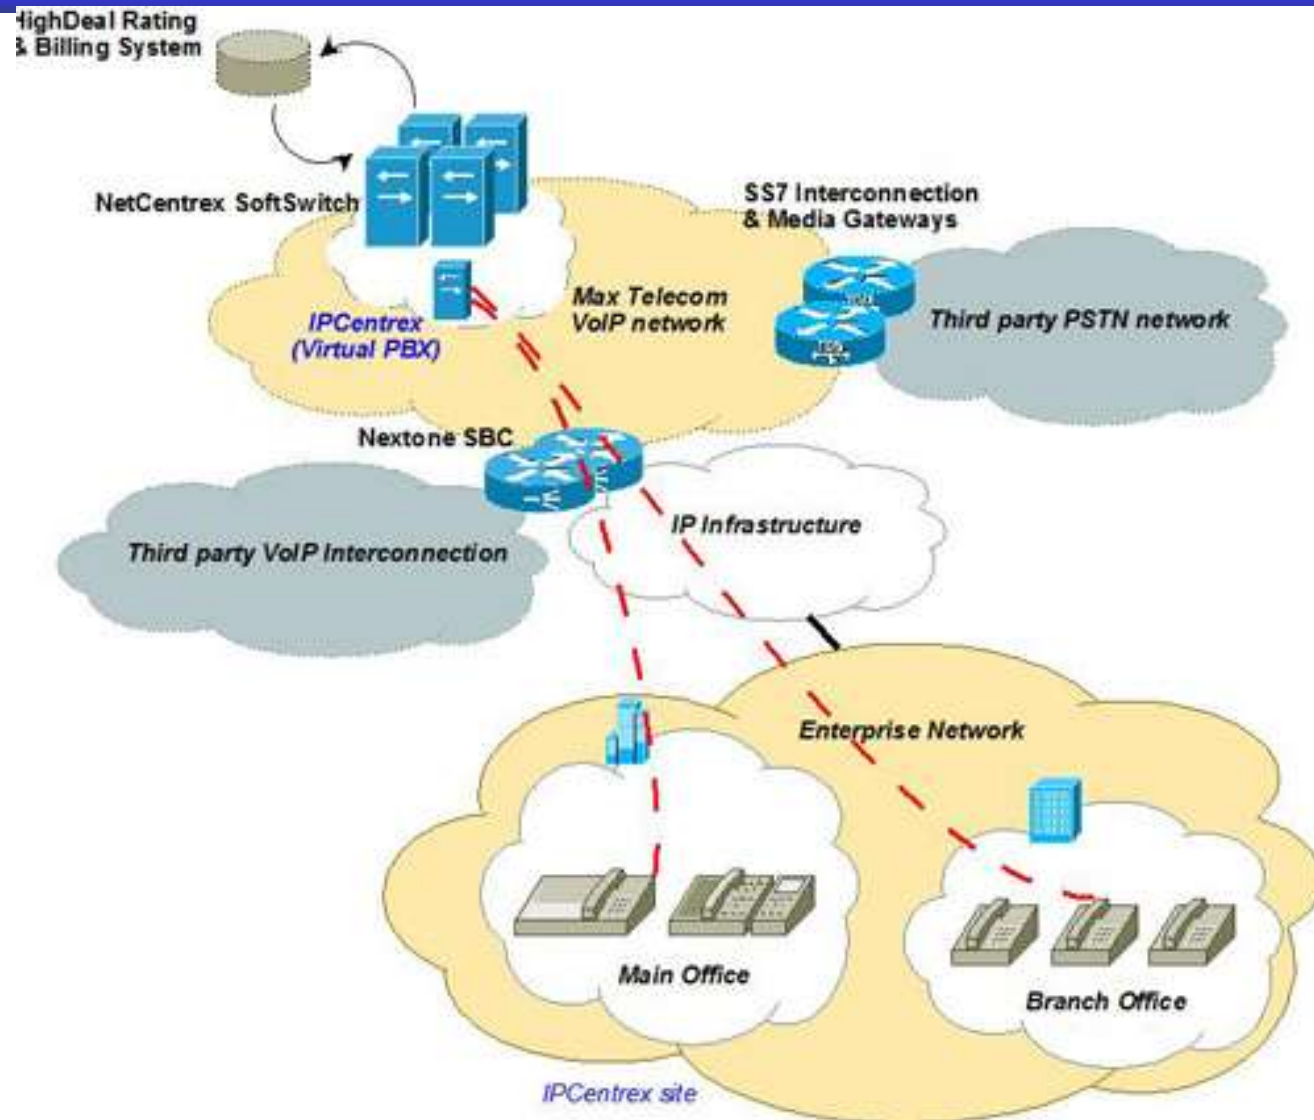 HighDeal Rating
& Billing System
NetCentrex SoftSwitch
SS7 Interconnection
& Media Gateways
Max Telecom
VoIP network
Third party PSTN network
IPCentrex
(Virtual PBX)
Nextone SBC
IP Infrastructure
Third party VoIP Interconnection
Enterprise Network
Main Office
Branch Office
IPCentrex site